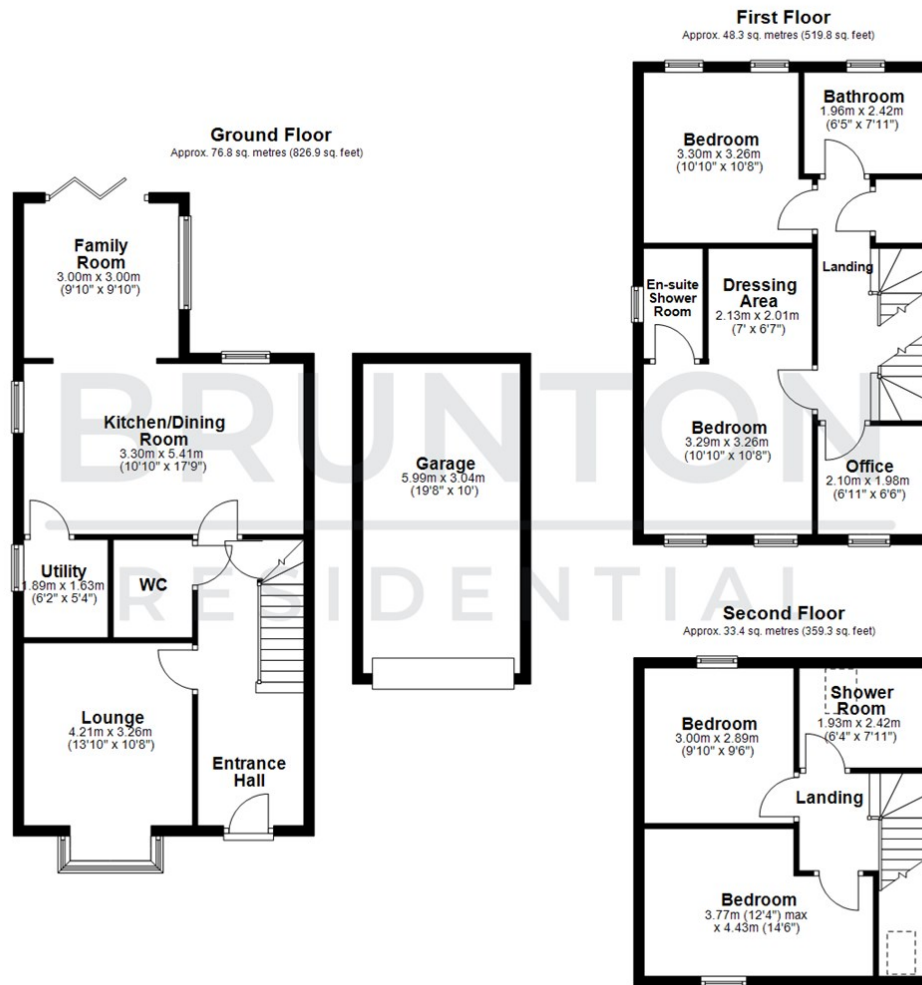 Ground Floor
Approx. 76.8 sq. metres (826.9 sq. feet)
Family
Room
3.00m x 3.00m
(9'10" x 9'10")
Kitchen/Dining
Room
3.30m x 5.41m
(10'10" x 17'9")
Utility
1.89m x 1.63m
(6'2" x 5'4")
WC
Lounge
4.21m x 3.26m
(13'10" x 10'8")
Entrance
Hall
Garage
5.99m x 3.04m
(19'8" x 10')
First Floor
Approx. 48.3 sq. metres (519.8 sq. feet)
Bedroom
3.30m x 3.26m
(10'10" x 10'8")
Bathroom
1.96m x 2.42m
(6'5" x 7'11")
Landing
En-suite
Shower
Room
Dressing
Area
2.13m x 2.01m
(7' x 6'7")
Bedroom
3.29m x 3.26m
(10'10" x 10'8")
Office
2.10m x 1.98m
(6'11" x 6'6")
Second Floor
Approx. 33.4 sq. metres (359.3 sq. feet)
Bedroom
3.00m x 2.89m
(9'10" x 9'6")
Shower
Room
1.93m x 2.42m
(6'4" x 7'11")
Landing
Bedroom
3.77m (12'4") max
x 4.43m (14'6")
BRUNTON
RESIDENTIAL